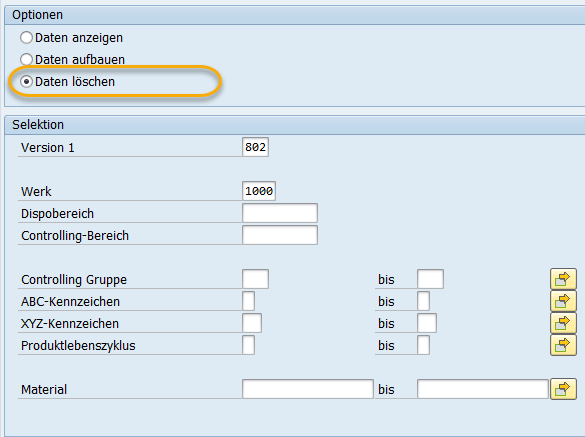 Optionen
Daten anzeigen
Daten aufbauen
Daten löschen
Selektion
Version 1 802
Werk 1000
Dispobereich
Controlling-Bereich
Controlling Gruppe bis
ABC-Kennzeichen bis
XYZ-Kennzeichen bis
Produktlebenszyklus bis
Material bis